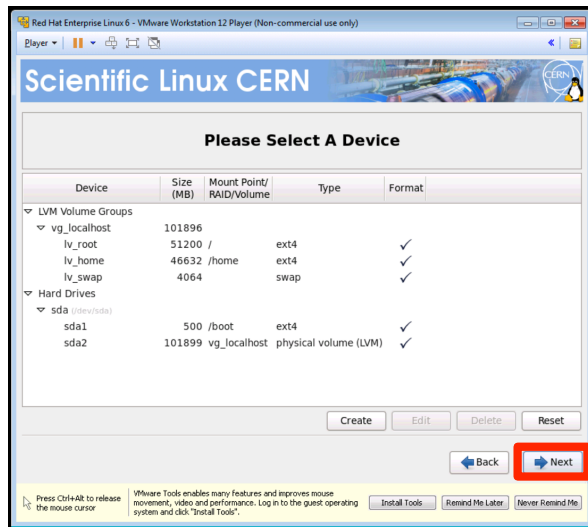 Red Hat Enterprise Linux 6 - VMware Workstation 12 Player (Non-commercial use only)
Player
Scientific Linux CERN
CERN
Please Select A Device
Device Size (MB) Mount Point/ RAID/Volume Type Format
LVM Volume Groups
vg_localhost 101896
lv_root 51200 / ext4
lv_home 46632 /home ext4
lv_swap 4064 swap
Hard Drives
sda (/dev/sda)
sda1 500 /boot ext4
sda2 101899 vg_localhost physical volume (LVM)
Create Edit Delete Reset
Back Next
Press Ctrl+Alt to release the mouse cursor
VMware Tools enables many features and improves mouse
movement, video and performance. Log in to the guest operating
system and click "Install Tools".
Install Tools Remind Me Later Never Remind Me